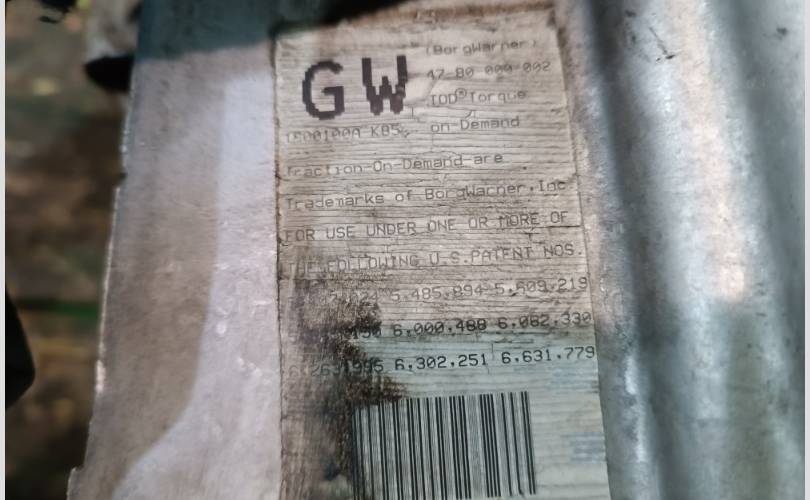 GW
(BorgWarner)
47-80 000-002
TOD® Torque
on-Demand
1500100A K85
Traction-On-Demand are
Trademarks of BorgWarner, Inc
FOR USE UNDER ONE OR MORE OF
THE FOLLOWING U.S.PATENT NOS.
5.485.894 5.609.219
6.000.488 6.082.330
6.302.251 6.631.779